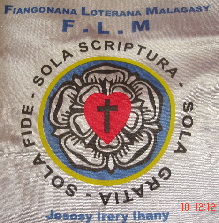 FIANGONANA LOTERANA MALAGASY
F.L.M
SOLA FIDE - SOLA SCRIPTURA - SOLA GRATIA -
Jesosy irery ihany
10 12:12